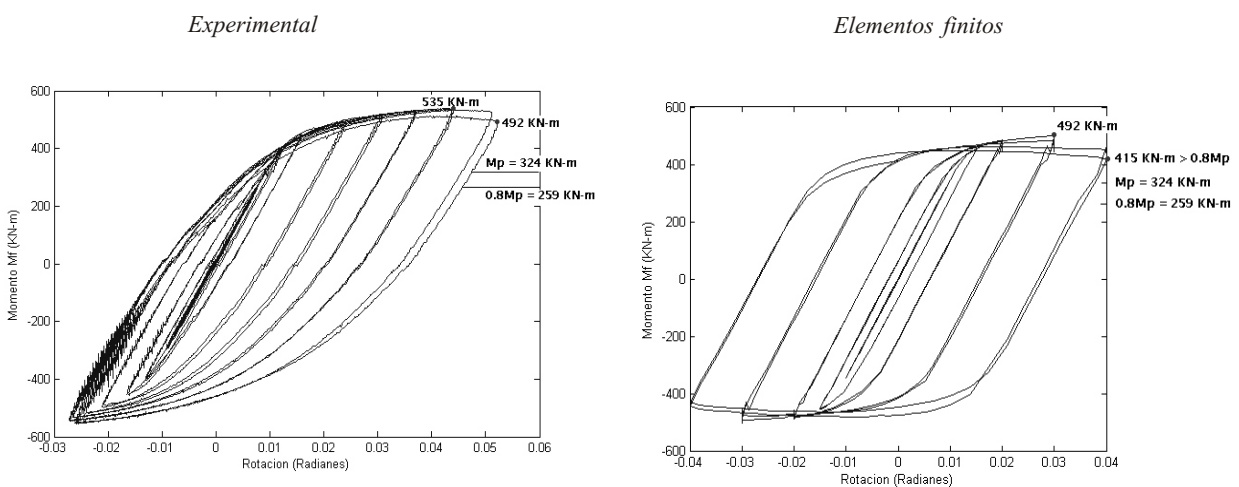 Experimental
600
400
200
0
-200
-400
-600
-0.03
-0.02
-0.01
0
0.01
0.02
0.03
0.04
0.05
0.06
Momento Mf (KN-m)
Rotacion (Radianes)
535 KN-m
492 KN-m
Mp = 324 KN-m
0.8Mp = 259 KN-m
Elementos finitos
600
400
200
0
-200
-400
-600
-0.04
-0.03
-0.02
-0.01
0
0.01
0.02
0.03
0.04
Momento Mf (KN-m)
Rotacion (Radianes)
492 KN-m
415 KN-m > 0.8Mp
Mp = 324 KN-m
0.8Mp = 259 KN-m